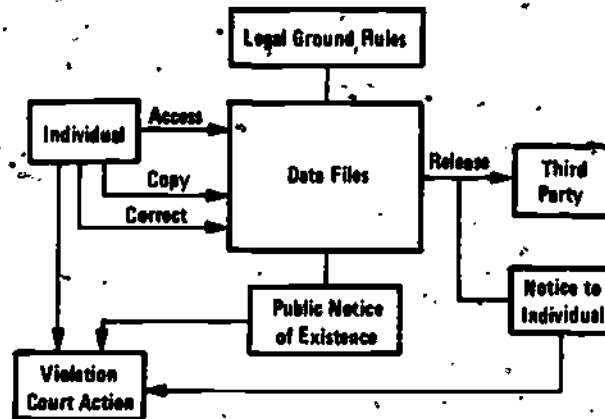 Legal Ground Rules
Individual
Access
Copy
Correct
Data Files
Release
Third
Party
Public Notice
of Existence
Notice to
Individual
Violation
Court Action